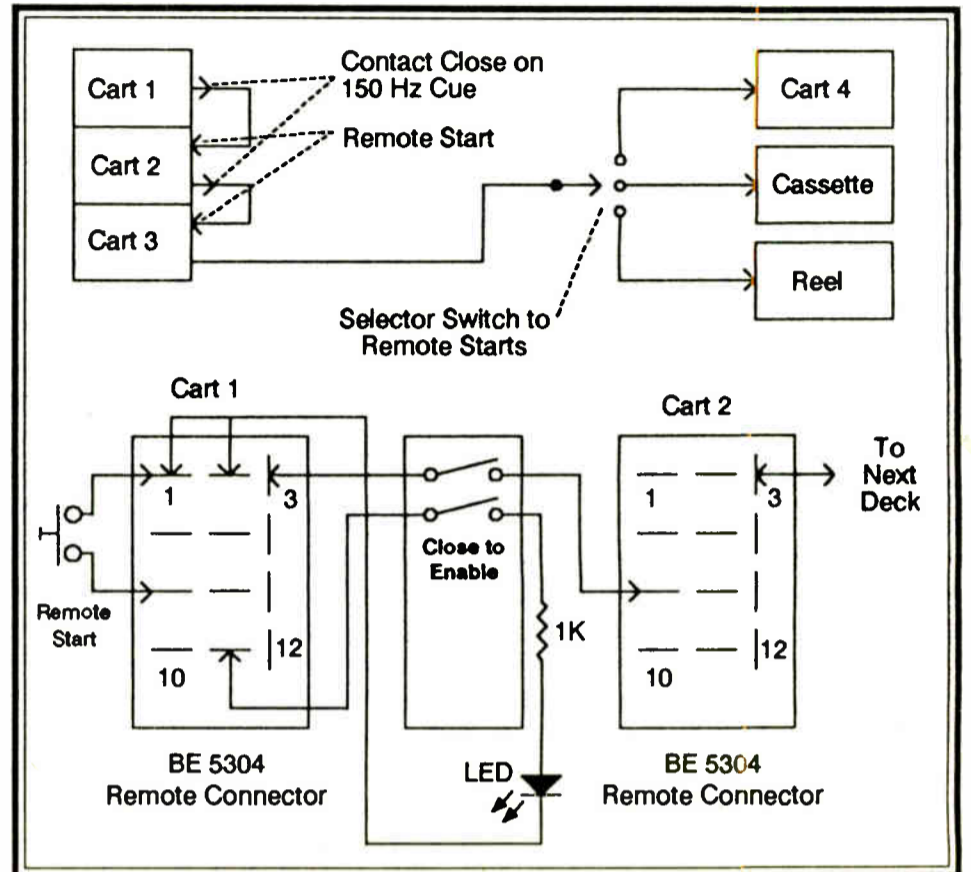 Cart 1
Cart 2
Cart 3
Contact Close on
150 Hz Cue
Remote Start
Cart 4
Cassette
Reel
Selector Switch to
Remote Starts
Cart 1
1
3
10
12
Remote
Start
BE 5304
Remote Connector
Close to
Enable
1K
LED
Cart 2
1
3
10
12
To
Next
Deck
BE 5304
Remote Connector